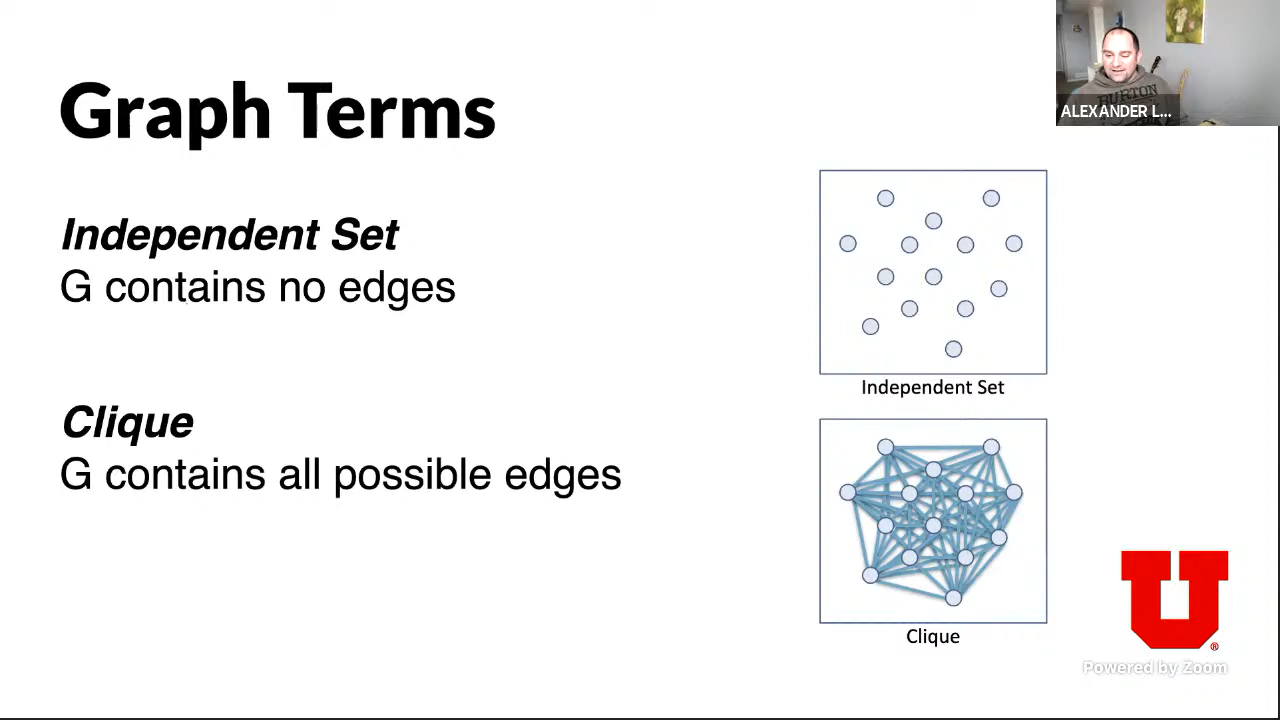 Graph Terms
ALEXANDER L...
BURTON
Independent Set
G contains no edges
Independent Set
Clique
G contains all possible edges
Clique
U
®
Powered by Zoom